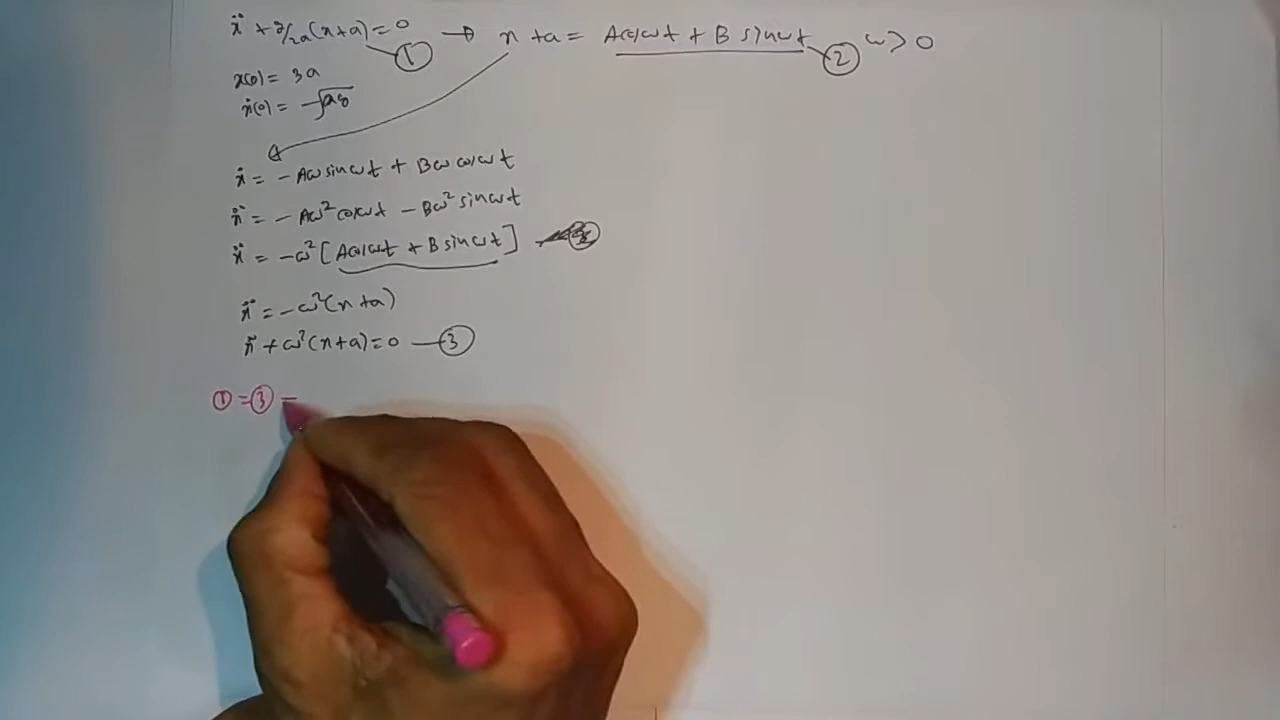 ẍ + g/2a (x+a) = 0 → x + a = A cos ωt + B sin ωt ω > 0
① ②
x(0) = 3a
ẋ(0) = -√ag
ẋ = - Aω sin ωt + Bω cos ωt
ẍ = - Aω² cos ωt - Bω² sin ωt
ẍ = -ω² [A cos ωt + B sin ωt]
ẍ = -ω²(x+a)
ẍ + ω²(x+a) = 0 — ③
① = ③